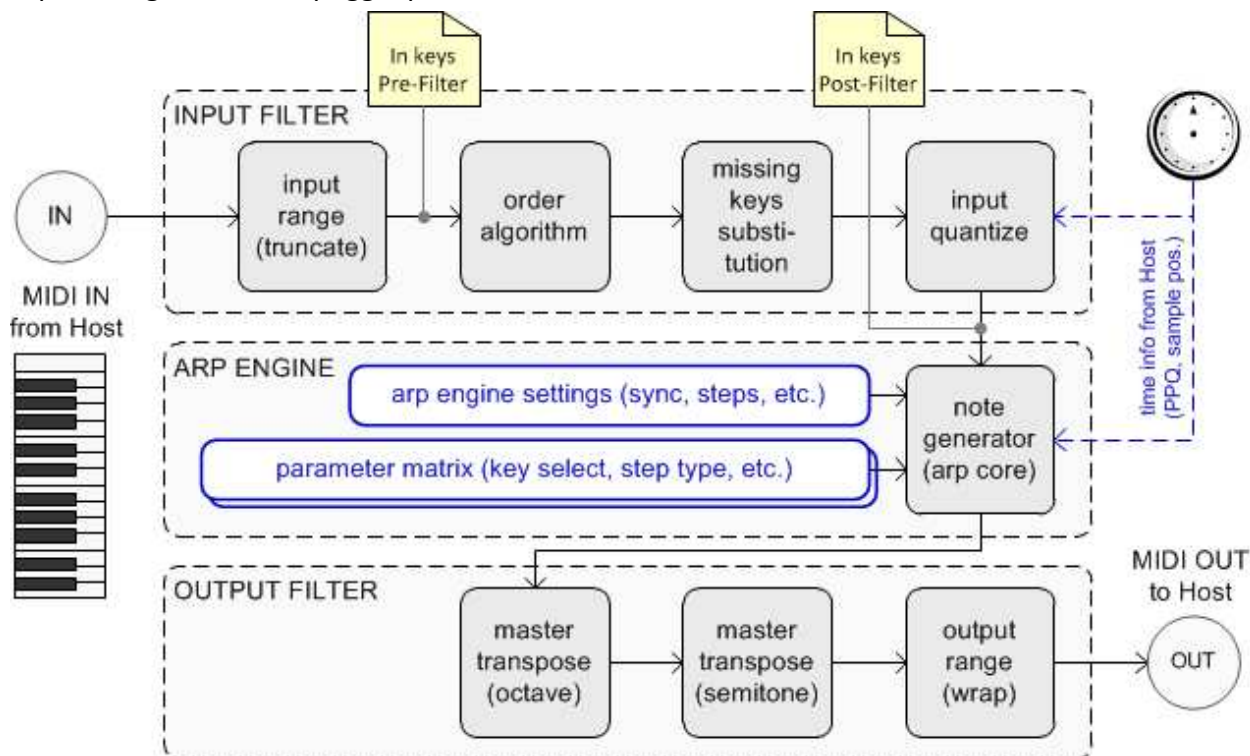 In keys
Pre-Filter
In keys
Post-Filter
INPUT FILTER
IN
input
range
(truncate)
order
algorithm
missing
keys
substi-
tution
input
quantize
MIDI IN
from Host
time info from Host
(PPQ, sample pos.)
ARP ENGINE
arp engine settings (sync, steps, etc.)
parameter matrix (key select, step type, etc.)
note
generator
(arp core)
OUTPUT FILTER
master
transpose
(octave)
master
transpose
(semitone)
output
range
(wrap)
MIDI OUT
to Host
OUT